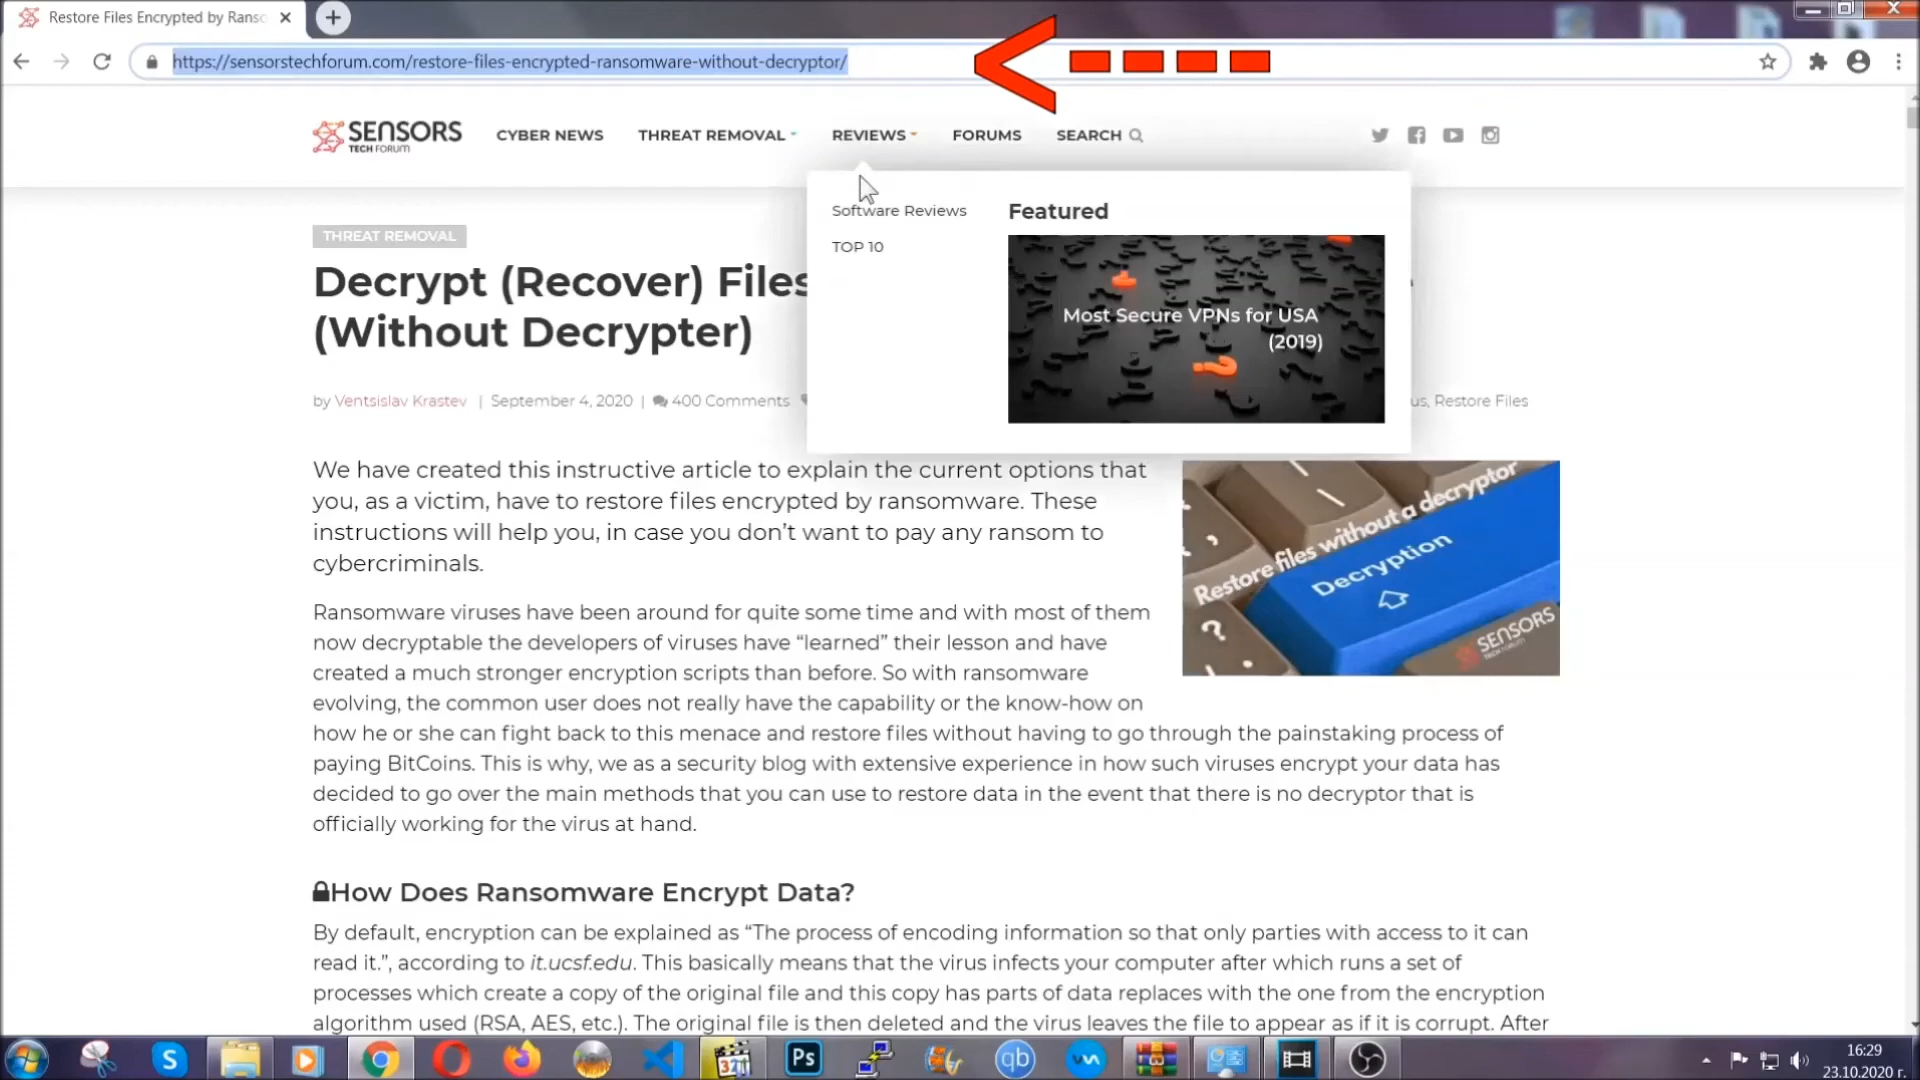 Restore Files Encrypted by Ranso
https://sensorstechforum.com/restore-files-encrypted-ransomware-without-decryptor/
SENSORS
TECH FORUM
CYBER NEWS
THREAT REMOVAL
REVIEWS
FORUMS
SEARCH
Software Reviews
TOP 10
Featured
Most Secure VPNs for USA
(2019)
THREAT REMOVAL
Decrypt (Recover) Files
(Without Decrypter)
by Ventsislav Krastev | September 4, 2020 | 400 Comments
us, Restore Files
We have created this instructive article to explain the current options that
you, as a victim, have to restore files encrypted by ransomware. These
instructions will help you, in case you don’t want to pay any ransom to
cybercriminals.
Restore files without a decryptor
Decryption
SENSORS
TECH FORUM
Ransomware viruses have been around for quite some time and with most of them
now decryptable the developers of viruses have “learned” their lesson and have
created a much stronger encryption scripts than before. So with ransomware
evolving, the common user does not really have the capability or the know-how on
how he or she can fight back to this menace and restore files without having to go through the painstaking process of
paying BitCoins. This is why, we as a security blog with extensive experience in how such viruses encrypt your data has
decided to go over the main methods that you can use to restore data in the event that there is no decryptor that is
officially working for the virus at hand.
How Does Ransomware Encrypt Data?
By default, encryption can be explained as “The process of encoding information so that only parties with access to it can
read it.”, according to it.ucsf.edu. This basically means that the virus infects your computer after which runs a set of
processes which create a copy of the original file and this copy has parts of data replaces with the one from the encryption
algorithm used (RSA, AES, etc.). The original file is then deleted and the virus leaves the file to appear as if it is corrupt. After
S
321
Ps
qb
16:29
23.10.2020 г.